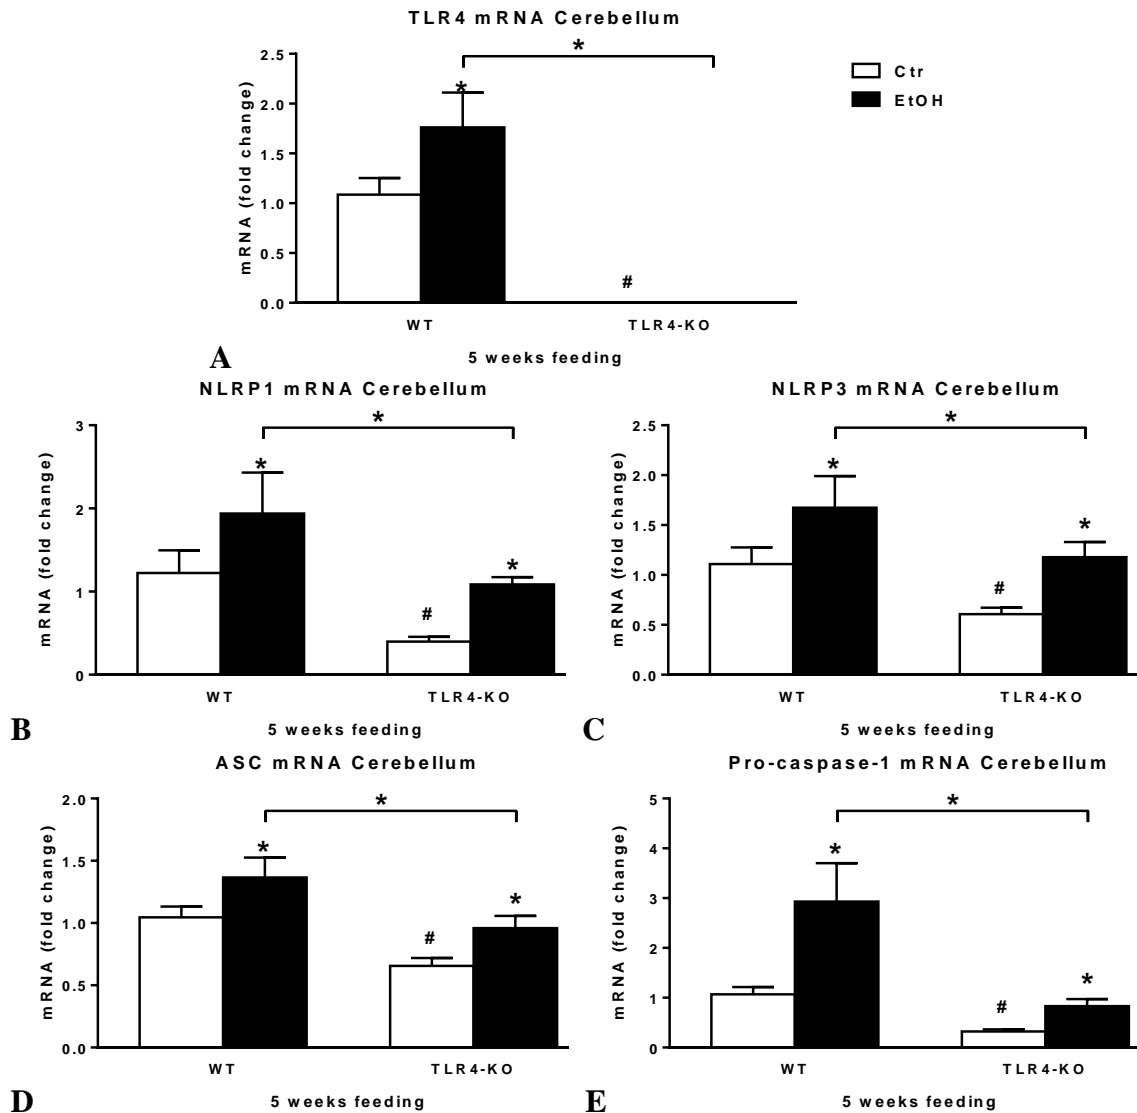 TLR4 mRNA Cerebellum
*
2.5
2.0
1.5
1.0
0.5
0.0
mRNA (fold change)
*
#
Ctr
EtOH
WT TLR4-KO
A
5 weeks feeding
NLRP1 mRNA Cerebellum
*
3
2
1
0
mRNA (fold change)
*
#
*
WT TLR4-KO
B
5 weeks feeding
NLRP3 mRNA Cerebellum
*
2.5
2.0
1.5
1.0
0.5
0.0
mRNA (fold change)
*
#
*
WT TLR4-KO
C
5 weeks feeding
ASC mRNA Cerebellum
*
2.0
1.5
1.0
0.5
0.0
mRNA (fold change)
*
#
*
WT TLR4-KO
D
5 weeks feeding
Pro-caspase-1 mRNA Cerebellum
*
5
4
3
2
1
0
mRNA (fold change)
*
#
*
WT TLR4-KO
E
5 weeks feeding